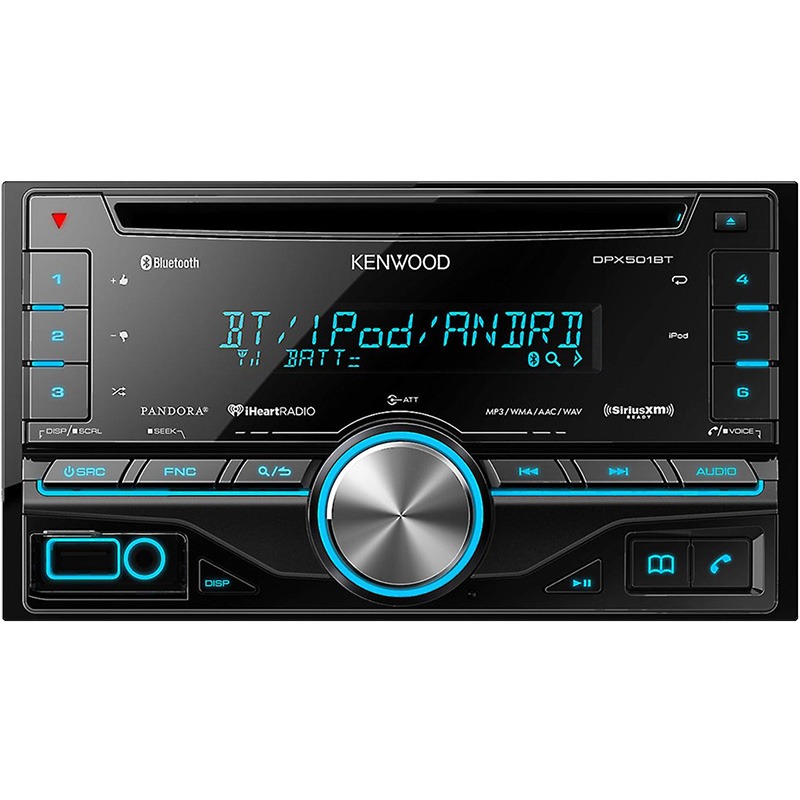 Bluetooth
KENWOOD
DPX501BT
1
4
BT/iPod/ANDRD
2
iPod
5
BATT
3
6
ATT
PANDORA®
iHeartRADIO
MP3/WMA/AAC/WAV
((SiriusXm))
READY
DISP/■SCRL
■SEEK
/■VOICE
SRC
FNC
AUDIO
DISP